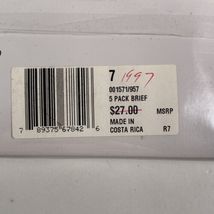 7 1997
001571/957
5 PACK BRIEF
$27.00 MSRP
MADE IN
COSTA RICA R7
7 89375 67842 6